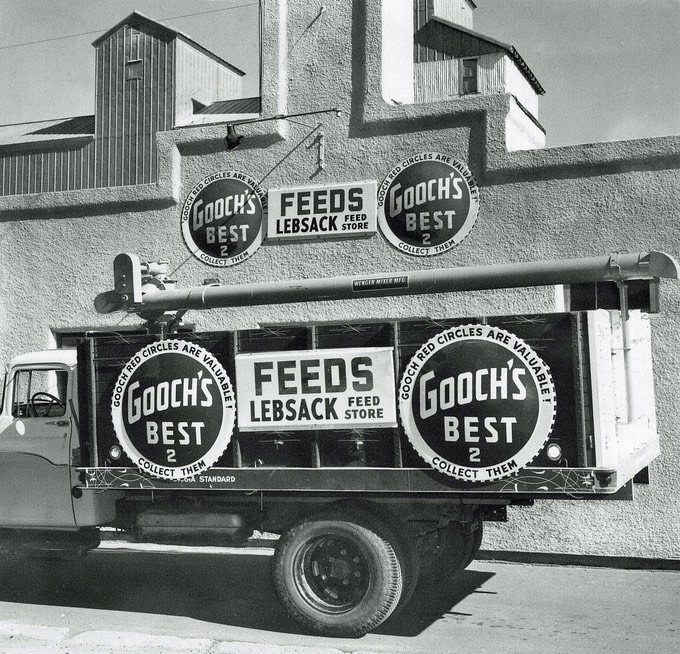 GOOCH RED CIRCLES ARE VALUABLE!
GOOCH'S
BEST
2
COLLECT THEM
FEEDS
LEBSACK FEED STORE
GOOCH RED CIRCLES ARE VALUABLE!
GOOCH'S
BEST
2
COLLECT THEM
WENGER MIXER MFG.
GOOCH RED CIRCLES ARE VALUABLE!
GOOCH'S
BEST
2
COLLECT THEM
FEEDS
LEBSACK FEED STORE
GOOCH RED CIRCLES ARE VALUABLE!
GOOCH'S
BEST
2
COLLECT THEM
STANDARD